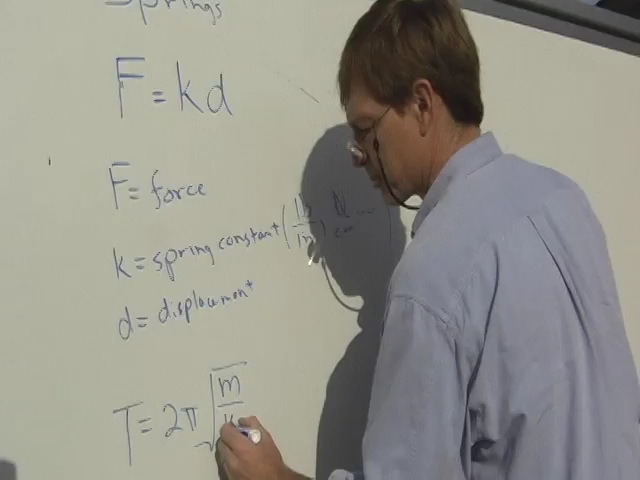 Springs
F = kd
F = force
k = spring constant (lb/in, N/cm ...)
d = displacement
T = 2π √m/k